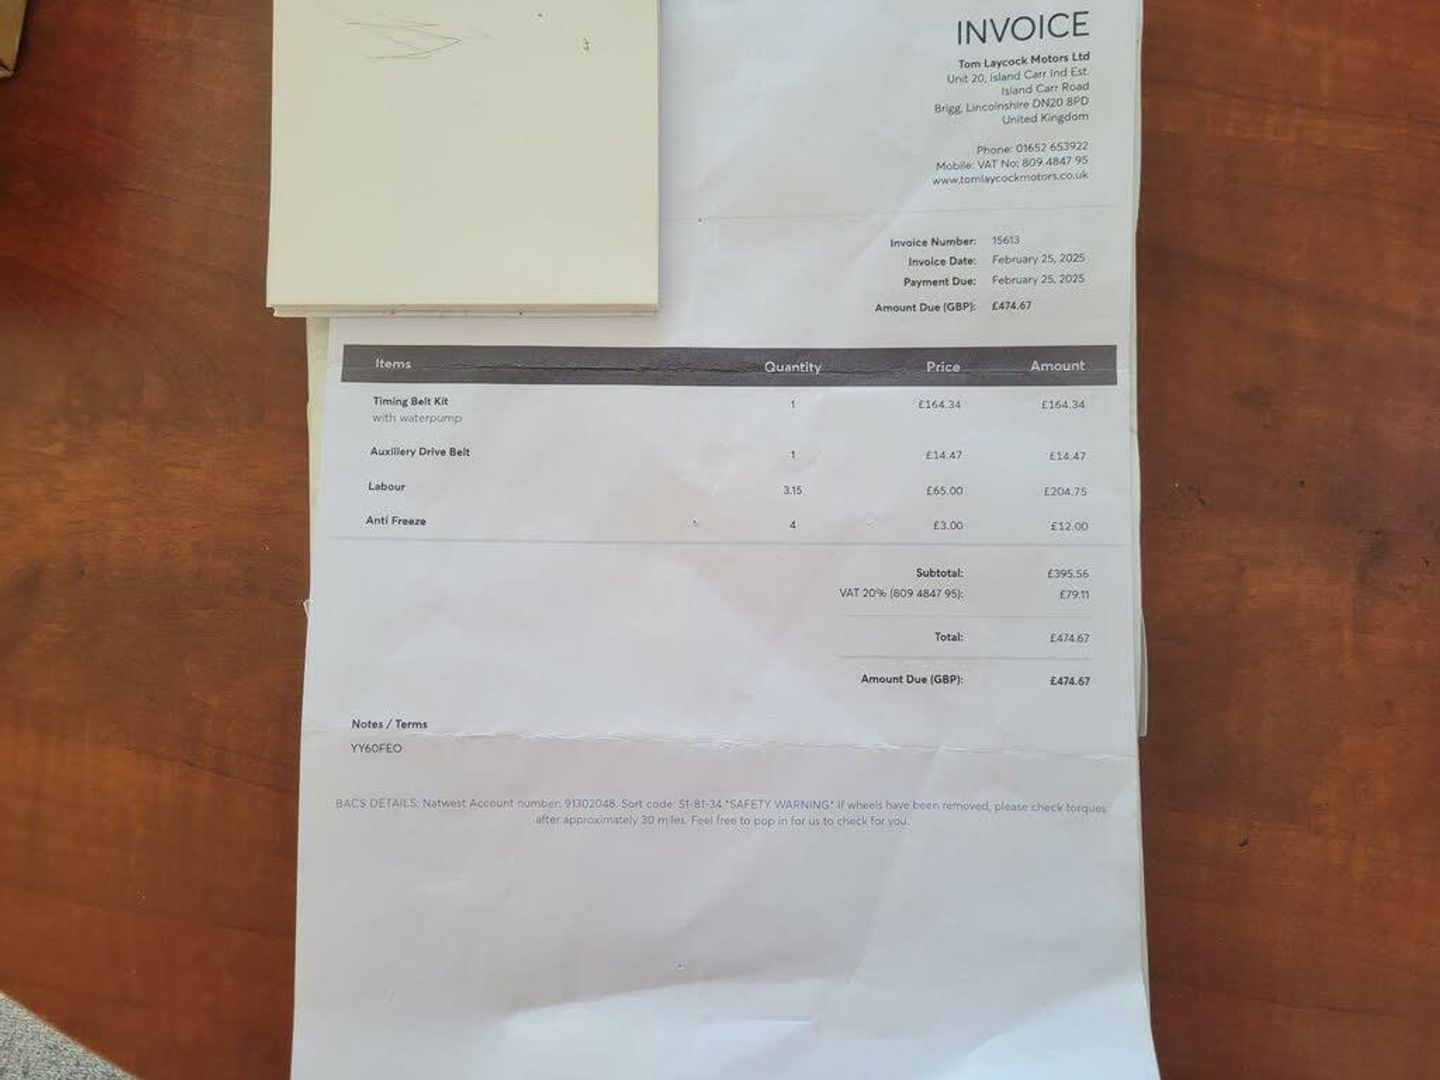 INVOICE
Tom Laycock Motors Ltd
Unit 20, Island Carr Ind Est.
Island Carr Road
Brigg, Lincolnshire DN20 8PD
United Kingdom
Phone: 01652 653922
Mobile: VAT No: 809 4847 95
www.tomlaycockmotors.co.uk
Invoice Number: 15613
Invoice Date: February 25, 2025
Payment Due: February 25, 2025
Amount Due (GBP): £474.67
Items Quantity Price Amount
Timing Belt Kit 1 £164.34 £164.34
with waterpump
Auxillery Drive Belt 1 £14.47 £14.47
Labour 3.15 £65.00 £204.75
Anti Freeze 4 £3.00 £12.00
Subtotal: £395.56
VAT 20% (809 4847 95): £79.11
Total: £474.67
Amount Due (GBP): £474.67
Notes / Terms
YY60FEO
BACS DETAILS: Natwest Account number: 91302048. Sort code: 51-81-34 *SAFETY WARNING* If wheels have been removed, please check torques
after approximately 30 miles. Feel free to pop in for us to check for you.